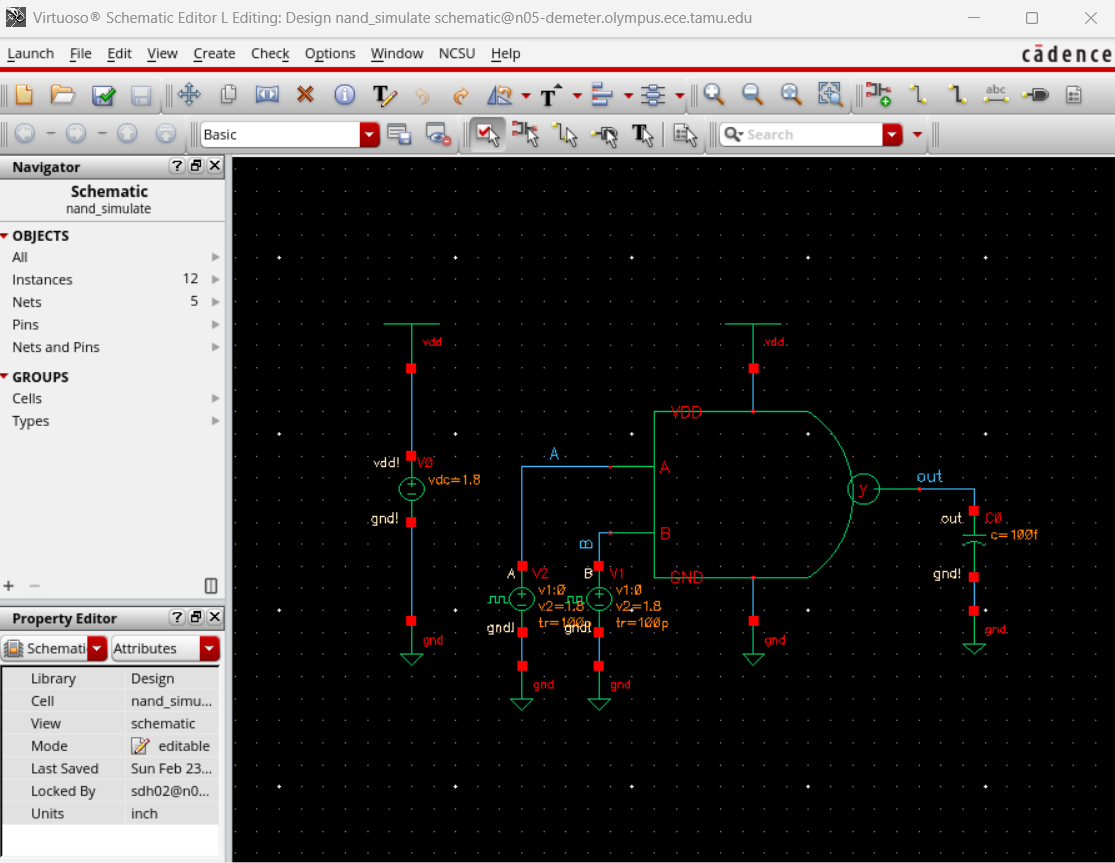 Virtuoso® Schematic Editor L Editing: Design nand_simulate schematic@n05-demeter.olympus.ece.tamu.edu
Launch File Edit View Create Check Options Window NCSU Help cādence
T T abc
Basic T Search
Navigator ?
Schematic
nand_simulate
OBJECTS
All
Instances 12
Nets 5
Pins
Nets and Pins
GROUPS
Cells
Types
Property Editor ?
Schemati Attributes
Library Design
Cell nand_simu...
View schematic
Mode editable
Last Saved Sun Feb 23...
Locked By sdh02@n0...
Units inch
vdd vdd
VDD
A A
vdd! V0
vdc=1.8
gnd!
y
out
out C0
c=100f
gnd!
B B
GND
A V2 B V1
v1:0 v1:0
v2=1.8 v2=1.8
tr=100p tr=100p
gnd! gnd!
gnd gnd gnd
gnd gnd